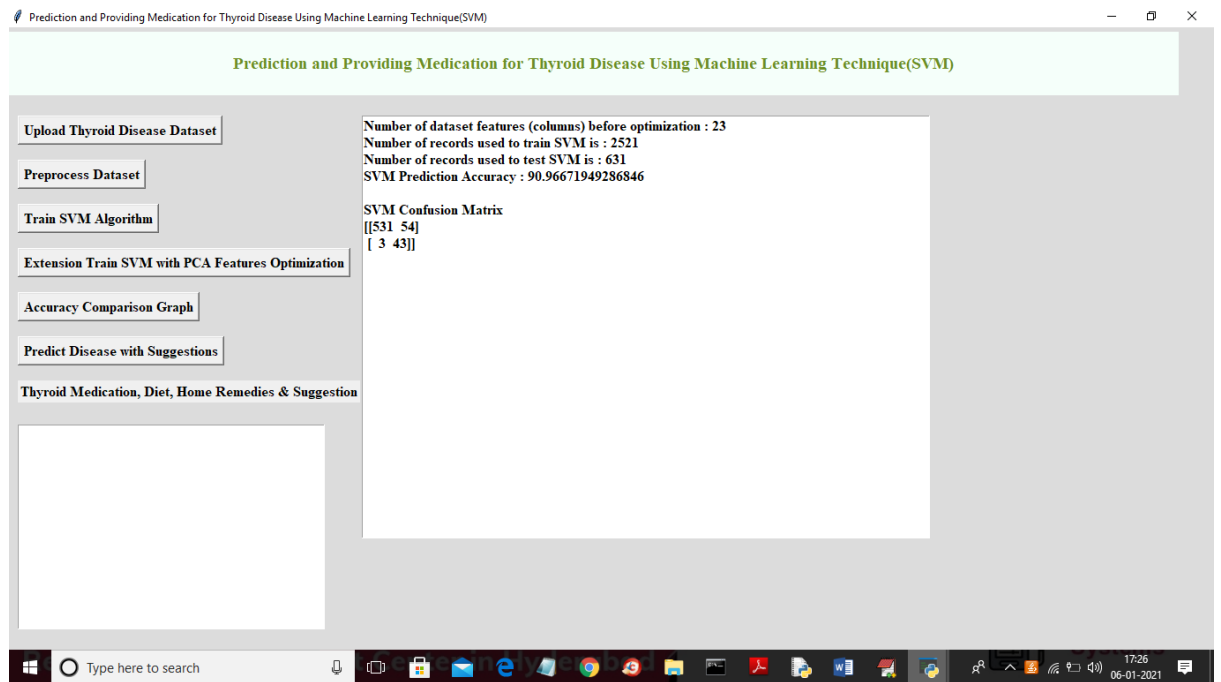 Prediction and Providing Medication for Thyroid Disease Using Machine Learning Technique(SVM)
Prediction and Providing Medication for Thyroid Disease Using Machine Learning Technique(SVM)
Upload Thyroid Disease Dataset
Preprocess Dataset
Train SVM Algorithm
Extension Train SVM with PCA Features Optimization
Accuracy Comparison Graph
Predict Disease with Suggestions
Thyroid Medication, Diet, Home Remedies & Suggestion
Number of dataset features (columns) before optimization : 23
Number of records used to train SVM is : 2521
Number of records used to test SVM is : 631
SVM Prediction Accuracy : 90.96671949286846
SVM Confusion Matrix
[[531 54]
[ 3 43]]
Type here to search
17:26
06-01-2021